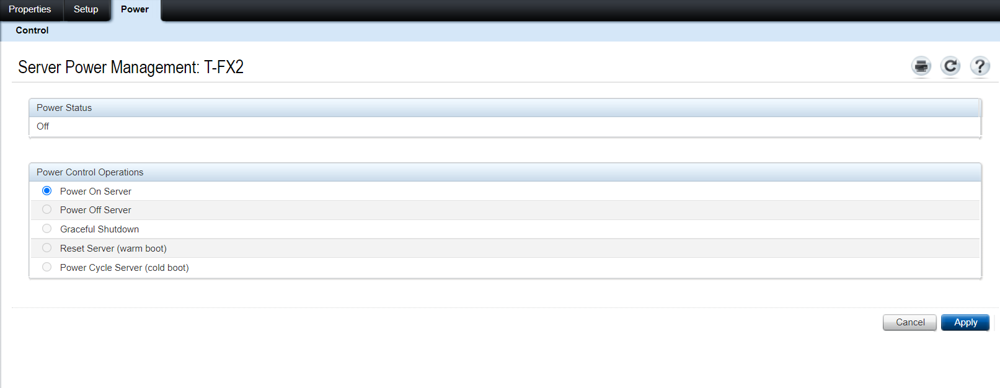 Properties Setup Power
Control
Server Power Management: T-FX2
Power Status
Off
Power Control Operations
Power On Server
Power Off Server
Graceful Shutdown
Reset Server (warm boot)
Power Cycle Server (cold boot)
Cancel Apply